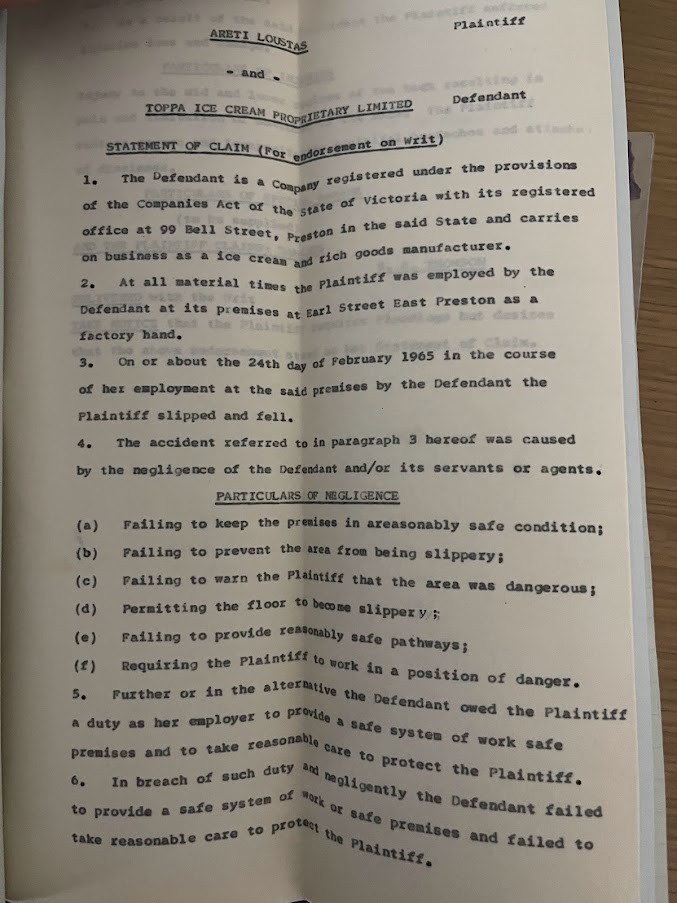 ARETI LOUSTAS Plaintiff
- and -
TOPPA ICE CREAM PROPRIETARY LIMITED Defendant
STATEMENT OF CLAIM (For endorsement on Writ)
1. The Defendant is a Company registered under the provisions
of the Companies Act of the State of Victoria with its registered
office at 99 Bell Street, Preston in the said State and carries
on business as a ice cream and rich goods manufacturer.
2. At all material times the Plaintiff was employed by the
Defendant at its premises at Earl Street East Preston as a
factory hand.
3. On or about the 24th day of February 1965 in the course
of her employment at the said premises by the Defendant the
Plaintiff slipped and fell.
4. The accident referred to in paragraph 3 hereof was caused
by the negligence of the Defendant and/or its servants or agents.
PARTICULARS OF NEGLIGENCE
(a) Failing to keep the premises in areasonably safe condition;
(b) Failing to prevent the area from being slippery;
(c) Failing to warn the Plaintiff that the area was dangerous;
(d) Permitting the floor to become slippery;
(e) Failing to provide reasonably safe pathways;
(f) Requiring the Plaintiff to work in a position of danger.
5. Further or in the alternative the Defendant owed the Plaintiff
a duty as her employer to provide a safe system of work safe
premises and to take reasonable care to protect the Plaintiff.
6. In breach of such duty and negligently the Defendant failed
to provide a safe system of work or safe premises and failed to
take reasonable care to protect the Plaintiff.